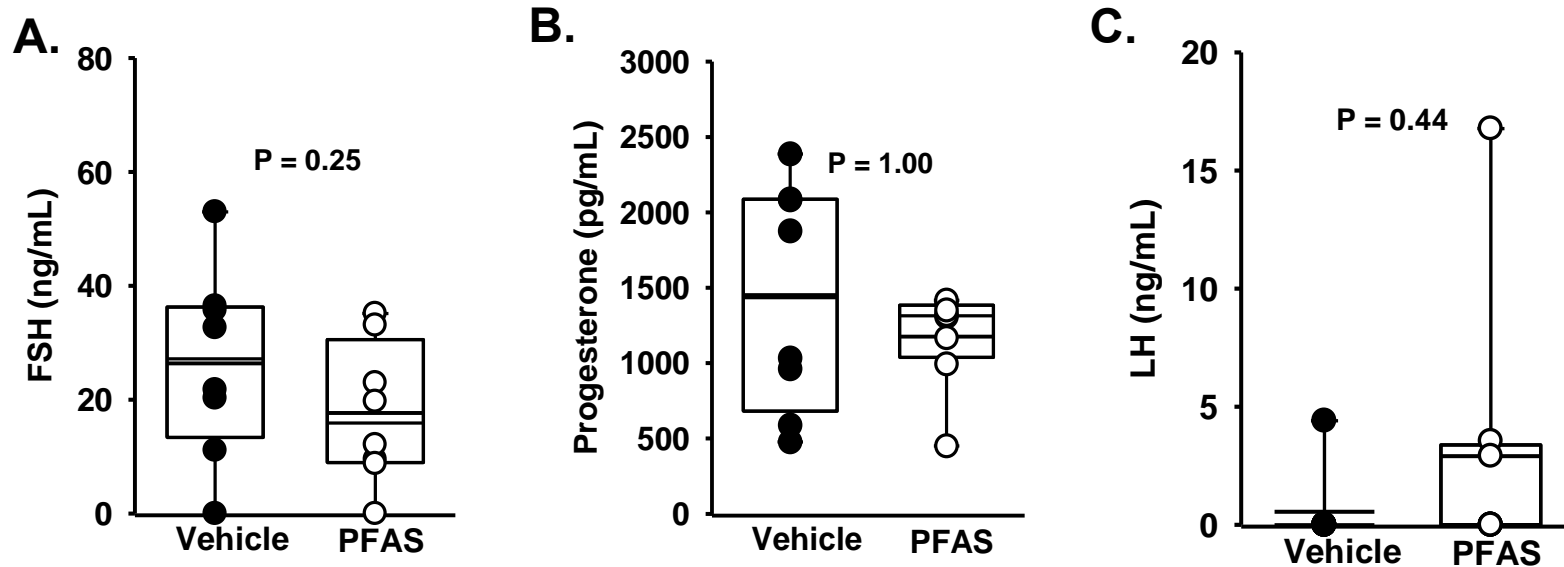 A.
FSH (ng/mL)
80
60
40
20
0
P = 0.25
Vehicle PFAS
B.
Progesterone (pg/mL)
3000
2500
2000
1500
1000
500
0
P = 1.00
Vehicle PFAS
C.
LH (ng/mL)
20
15
10
5
0
P = 0.44
Vehicle PFAS